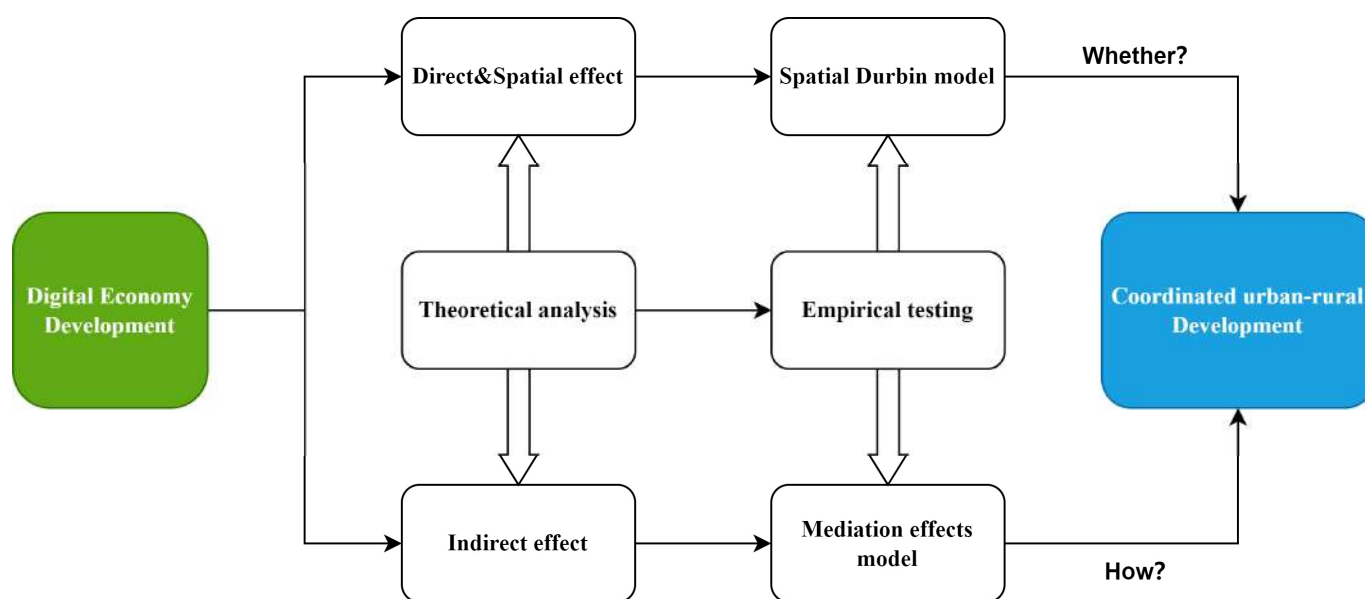 Direct&Spatial effect
Spatial Durbin model
Whether?
Digital Economy
Development
Theoretical analysis
Empirical testing
Coordinated urban-rural
Development
Indirect effect
Mediation effects
model
How?